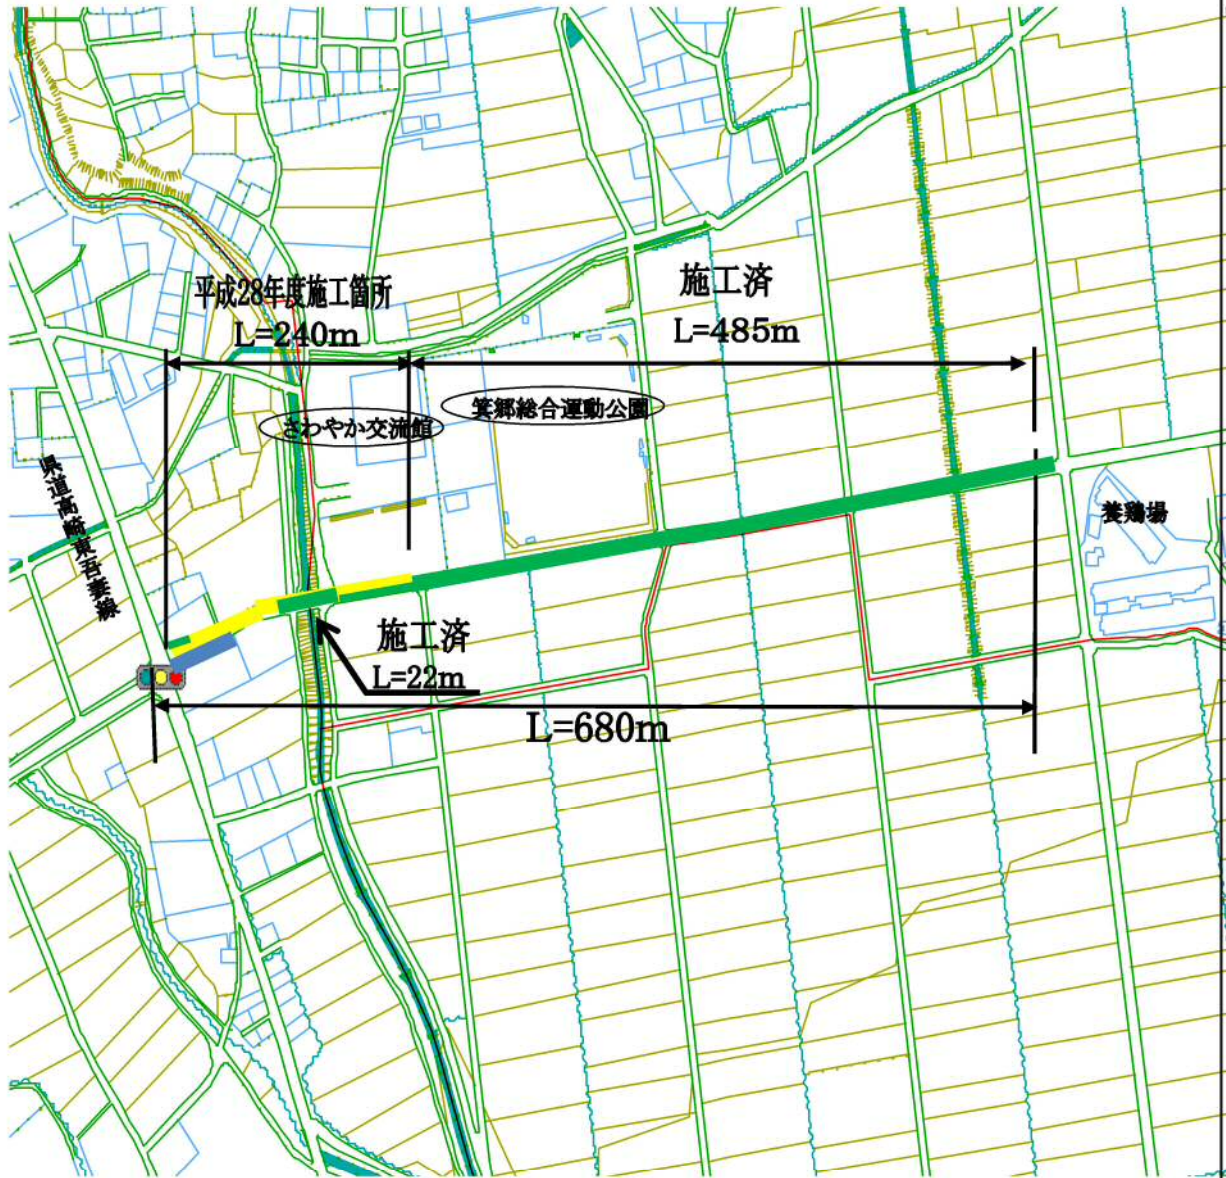 平成28年度施工箇所
L=240m
施工済
L=485m
さわやか交流館
箕郷総合運動公園
県道高崎東吾妻線
養鶏場
施工済
L=22m
L=680m